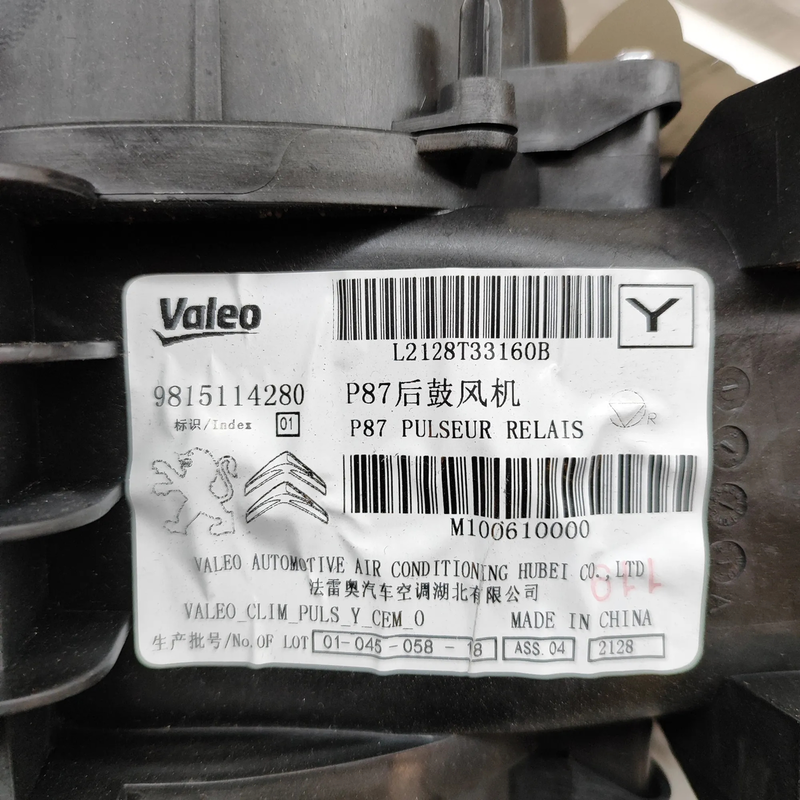 Valeo
Y
L2128T33160B
9815114280
P87后鼓风机
标识/Index 01
P87 PULSEUR RELAIS
R
M100610000
VALEO AUTOMOTIVE AIR CONDITIONING HUBEI CO.,LTD
110
法雷奥汽车空调湖北有限公司
VALEO_CLIM_PULS_Y_CEM_0
MADE IN CHINA
生产批号/No.OF LOT 01-045-058-18 ASS.04 2128